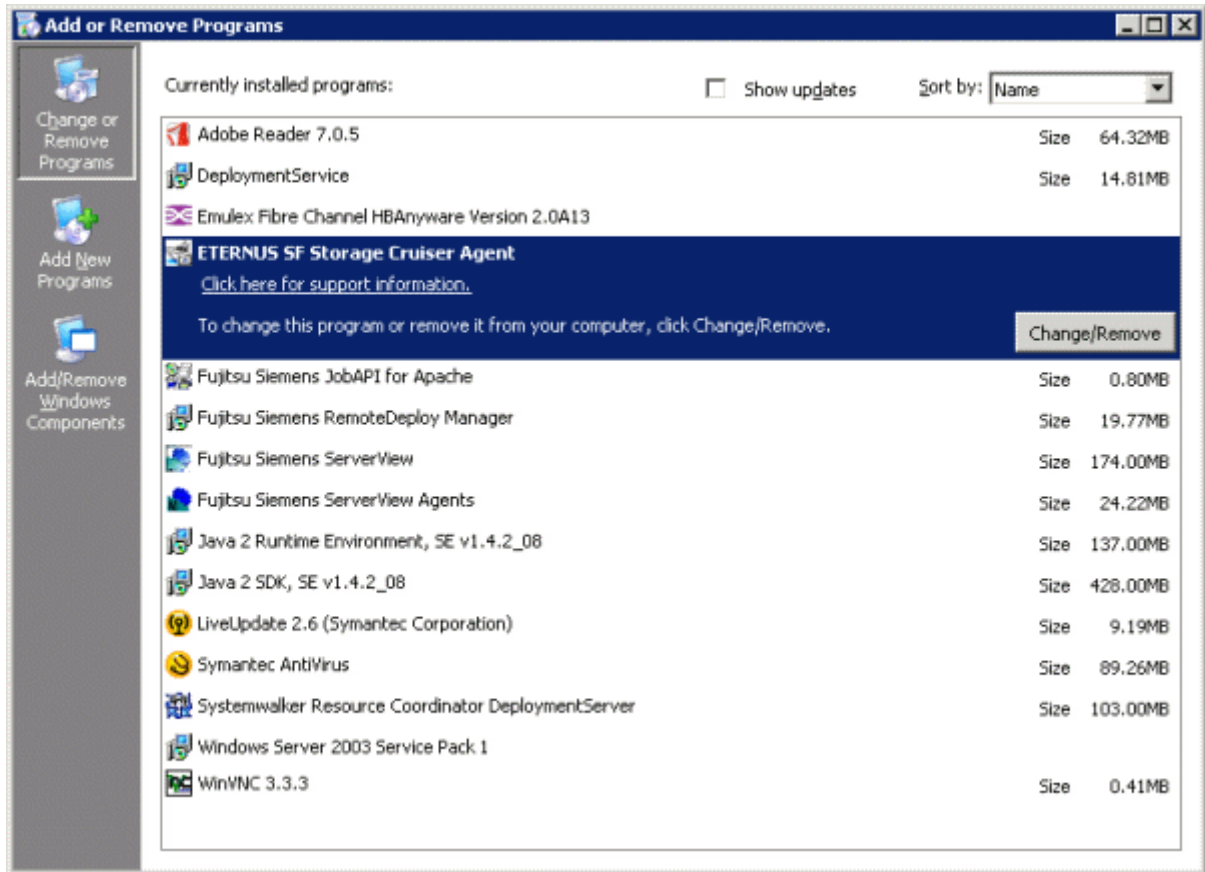 Add or Remove Programs
Change or
Remove
Programs
Add New
Programs
Add/Remove
Windows
Components
Currently installed programs:
Show updates
Sort by: Name
Adobe Reader 7.0.5 Size 64.32MB
DeploymentService Size 14.81MB
Emulex Fibre Channel HBAnyware Version 2.0A13
ETERNUS SF Storage Cruiser Agent
Click here for support information.
To change this program or remove it from your computer, click Change/Remove.
Change/Remove
Fujitsu Siemens JobAPI for Apache Size 0.80MB
Fujitsu Siemens RemoteDeploy Manager Size 19.77MB
Fujitsu Siemens ServerView Size 174.00MB
Fujitsu Siemens ServerView Agents Size 24.22MB
Java 2 Runtime Environment, SE v1.4.2_08 Size 137.00MB
Java 2 SDK, SE v1.4.2_08 Size 428.00MB
LiveUpdate 2.6 (Symantec Corporation) Size 9.19MB
Symantec AntiVirus Size 89.26MB
Systemwalker Resource Coordinator DeploymentServer Size 103.00MB
Windows Server 2003 Service Pack 1
WinVNC 3.3.3 Size 0.41MB